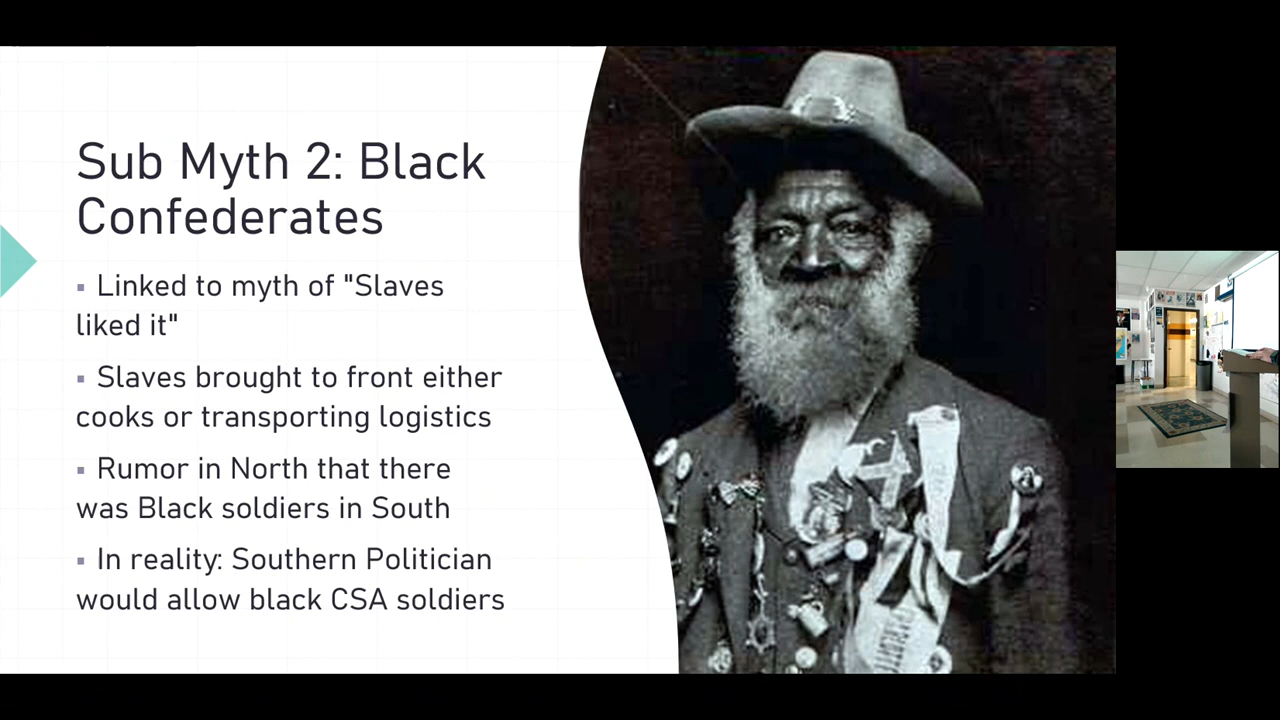 Sub Myth 2: Black
Confederates
▪ Linked to myth of "Slaves
liked it"
▪ Slaves brought to front either
cooks or transporting logistics
▪ Rumor in North that there
was Black soldiers in South
▪ In reality: Southern Politician
would allow black CSA soldiers